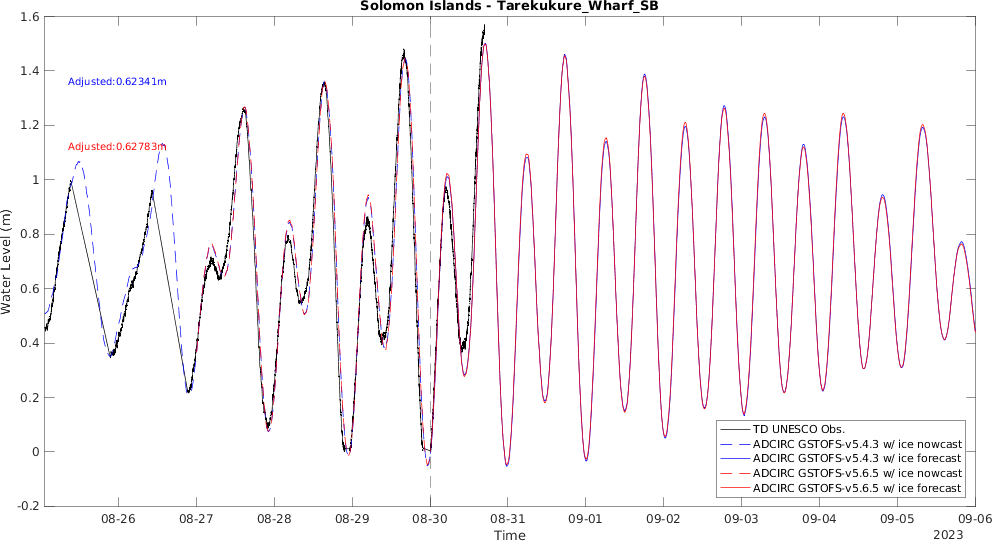 Solomon Islands - Tarekukure_Wharf_SB
1.6
1.4
1.2
1
0.8
0.6
0.4
0.2
0
-0.2
Water Level (m)
Adjusted:0.62341m
Adjusted:0.62783m
TD UNESCO Obs.
ADCIRC GSTOFS-v5.4.3 w/ ice nowcast
ADCIRC GSTOFS-v5.4.3 w/ ice forecast
ADCIRC GSTOFS-v5.6.5 w/ ice nowcast
ADCIRC GSTOFS-v5.6.5 w/ ice forecast
08-26 08-27 08-28 08-29 08-30 08-31 09-01 09-02 09-03 09-04 09-05 09-06
Time
2023